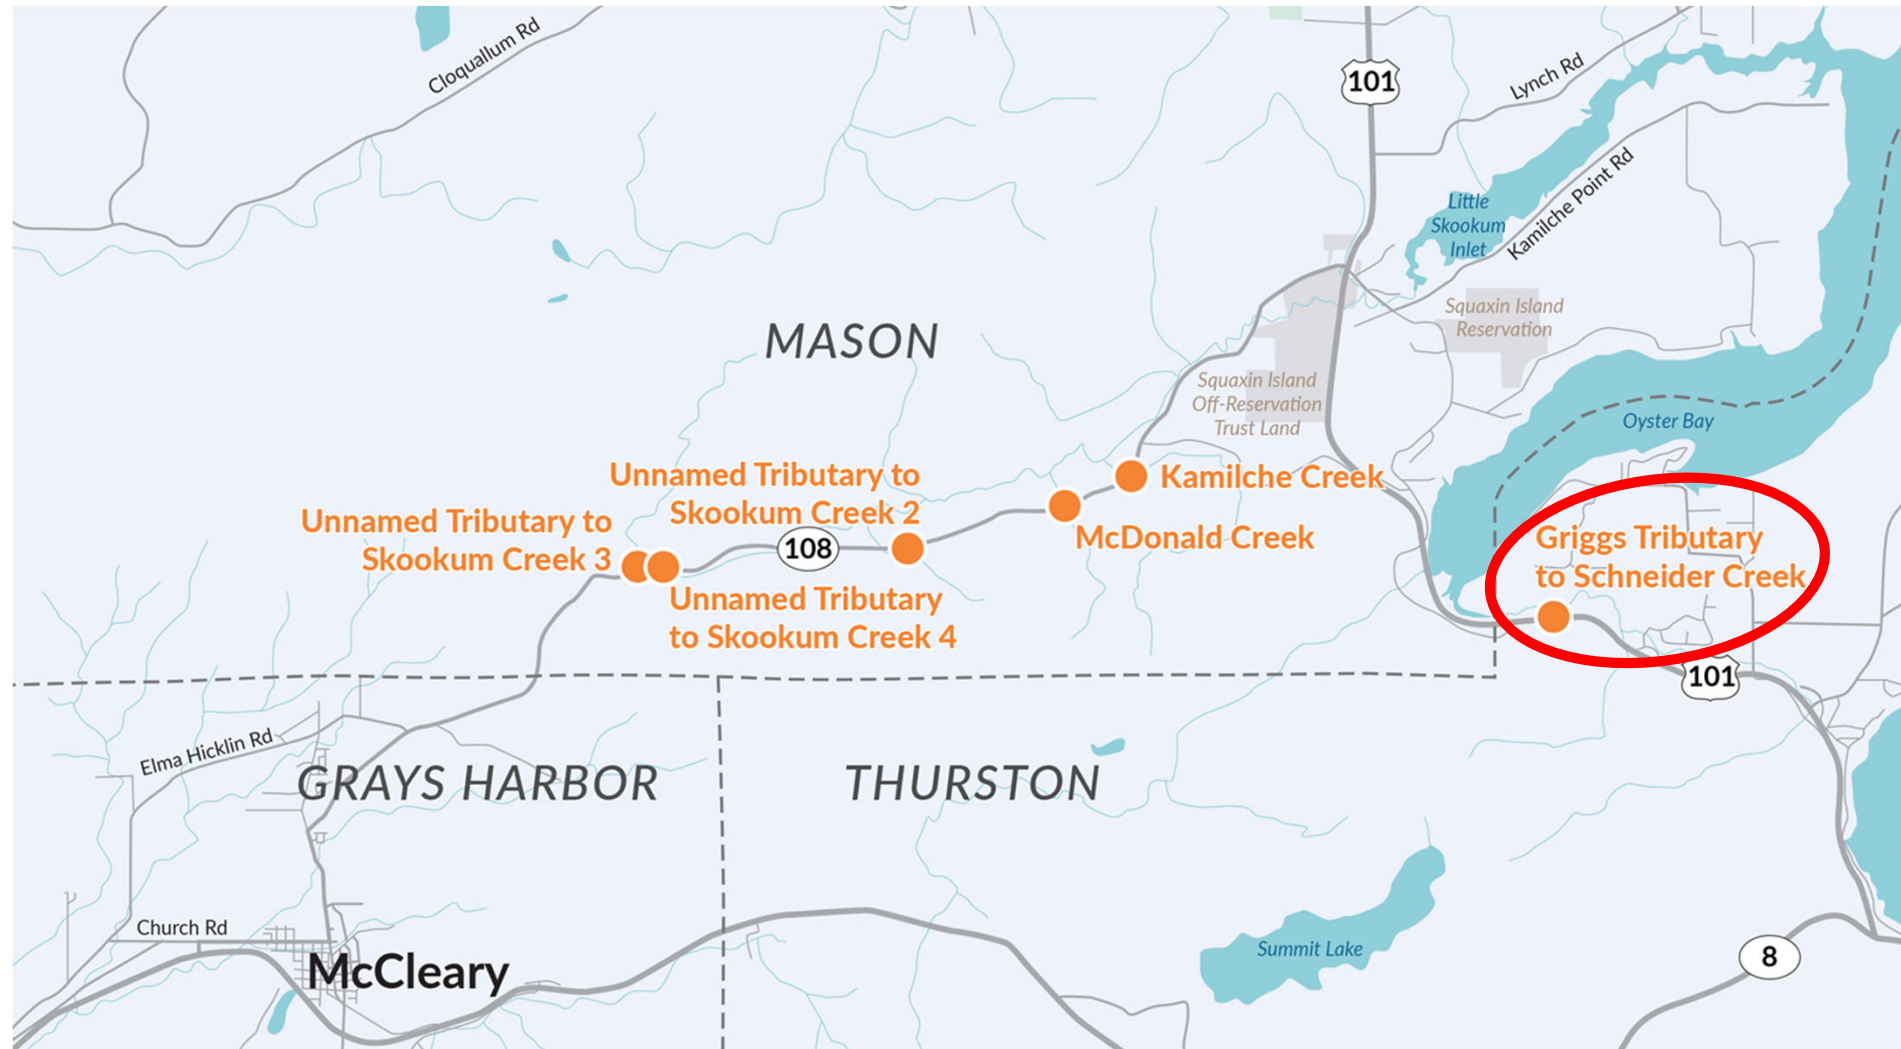 Cloquallum Rd
101
Lynch Rd
Kamilche Point Rd
Little
Skookum
Inlet
Squaxin Island
Reservation
MASON
Squaxin Island
Off-Reservation
Trust Land
Oyster Bay
Unnamed Tributary to
Skookum Creek 2
Kamilche Creek
Unnamed Tributary to
Skookum Creek 3
108
McDonald Creek
Griggs Tributary
to Schneider Creek
Unnamed Tributary
to Skookum Creek 4
101
Elma Hicklin Rd
GRAYS HARBOR
THURSTON
Church Rd
McCleary
Summit Lake
8